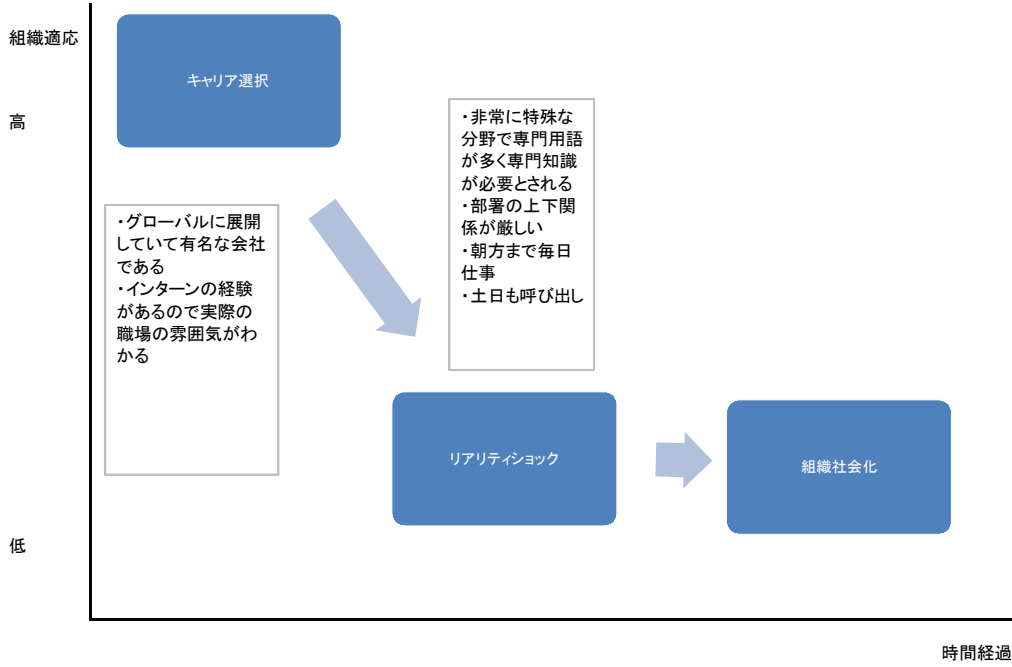 組織適応
キャリア選択
高
・非常に特殊な
分野で専門用語
が多く専門知識
が必要とされる
・部署の上下関
係が厳しい
・朝方まで毎日
仕事
・土日も呼び出し
・グローバルに展開
していて有名な会社
である
・インターンの経験
があるので実際の
職場の雰囲気がわ
かる
リアリティショック
組織社会化
低
時間経過